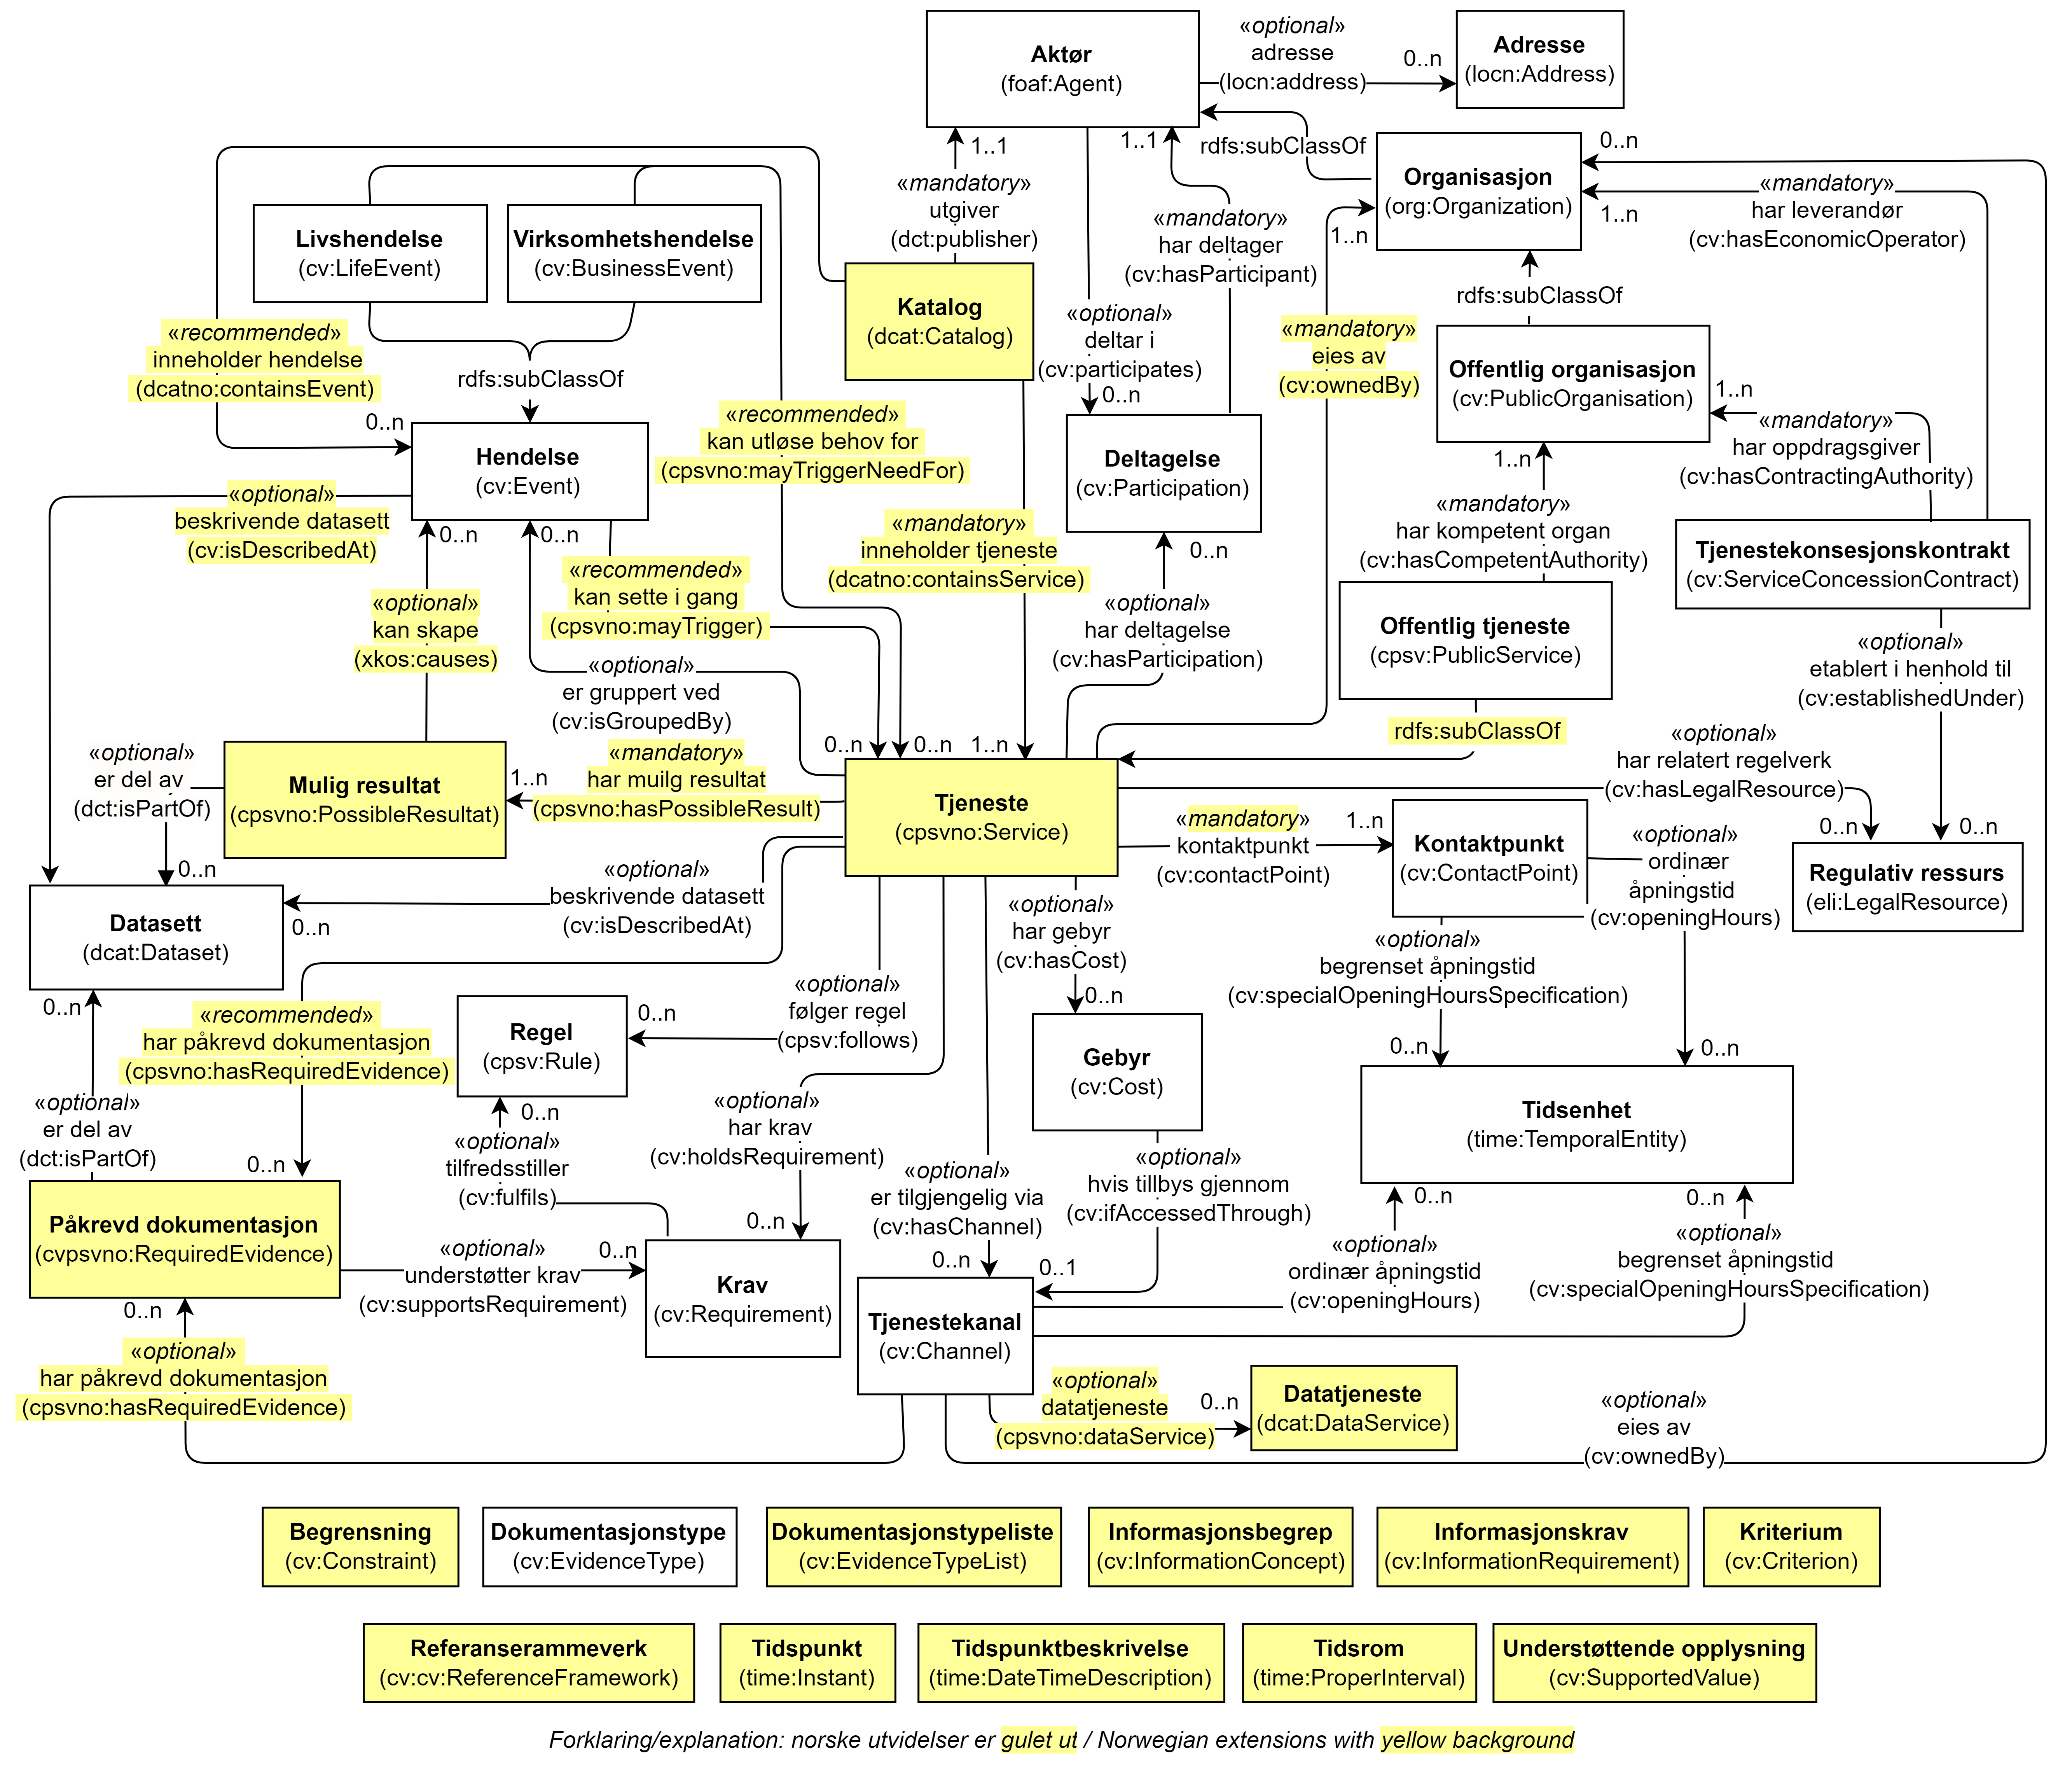 Aktør
(foaf:Agent)
«optional»
adresse
(locn:address)
0..n
Adresse
(locn:Address)
1..1
1..1
rdfs:subClassOf
0..n
Organisasjon
(org:Organization)
1..n
1..n
«mandatory»
har leverandør
(cv:hasEconomicOperator)
«mandatory»
utgiver
(dct:publisher)
«mandatory»
har deltager
(cv:hasParticipant)
Livshendelse
(cv:LifeEvent)
Virksomhetshendelse
(cv:BusinessEvent)
Katalog
(dcat:Catalog)
«optional»
deltar i
(cv:participates)
0..n
«mandatory»
eies av
(cv:ownedBy)
rdfs:subClassOf
Offentlig organisasjon
(cv:PublicOrganisation)
1..n
«mandatory»
har oppdragsgiver
(cv:hasContractingAuthority)
«recommended»
inneholder hendelse
(dcatno:containsEvent)
0..n
rdfs:subClassOf
Hendelse
(cv:Event)
«recommended»
kan utløse behov for
(cpsvno:mayTriggerNeedFor)
Deltagelse
(cv:Participation)
0..n
1..n
«mandatory»
har kompetent organ
(cv:hasCompetentAuthority)
Tjenestekonsesjonskontrakt
(cv:ServiceConcessionContract)
«optional»
beskrivende datasett
(cv:isDescribedAt)
0..n
0..n
«recommended»
kan sette i gang
(cpsvno:mayTrigger)
«mandatory»
inneholder tjeneste
(dcatno:containsService)
«optional»
har deltagelse
(cv:hasParticipation)
Offentlig tjeneste
(cpsv:PublicService)
«optional»
etablert i henhold til
(cv:establishedUnder)
«optional»
kan skape
(xkos:causes)
«optional»
er gruppert ved
(cv:isGroupedBy)
0..n
0..n
1..n
rdfs:subClassOf
«optional»
har relatert regelverk
(cv:hasLegalResource)
«optional»
er del av
(dct:isPartOf)
0..n
Mulig resultat
(cpsvno:PossibleResultat)
1..n
«mandatory»
har muilg resultat
(cpsvno:hasPossibleResult)
Tjeneste
(cpsvno:Service)
«mandatory»
kontaktpunkt
(cv:contactPoint)
1..n
Kontaktpunkt
(cv:ContactPoint)
«optional»
ordinær
åpningstid
(cv:openingHours)
0..n
0..n
Regulativ ressurs
(eli:LegalResource)
Datasett
(dcat:Dataset)
0..n
«optional»
beskrivende datasett
(cv:isDescribedAt)
«optional»
har gebyr
(cv:hasCost)
0..n
«optional»
begrenset åpningstid
(cv:specialOpeningHoursSpecification)
0..n
0..n
0..n
«recommended»
har påkrevd dokumentasjon
(cpsvno:hasRequiredEvidence)
0..n
Regel
(cpsv:Rule)
0..n
«optional»
følger regel
(cpsv:follows)
Gebyr
(cv:Cost)
Tidsenhet
(time:TemporalEntity)
«optional»
er del av
(dct:isPartOf)
0..n
«optional»
tilfredsstiller
(cv:fulfils)
«optional»
har krav
(cv:holdsRequirement)
0..n
«optional»
er tilgjengelig via
(cv:hasChannel)
0..n
«optional»
hvis tillbys gjennom
(cv:ifAccessedThrough)
0..1
0..n
0..n
«optional»
ordinær åpningstid
(cv:openingHours)
«optional»
begrenset åpningstid
(cv:specialOpeningHoursSpecification)
Påkrevd dokumentasjon
(cvpsvno:RequiredEvidence)
«optional»
understøtter krav
(cv:supportsRequirement)
0..n
Krav
(cv:Requirement)
Tjenestekanal
(cv:Channel)
0..n
«optional»
har påkrevd dokumentasjon
(cpsvno:hasRequiredEvidence)
«optional»
datatjeneste
(cpsvno:dataService)
0..n
Datatjeneste
(dcat:DataService)
«optional»
eies av
(cv:ownedBy)
Begrensning
(cv:Constraint)
Dokumentasjonstype
(cv:EvidenceType)
Dokumentasjonstypeliste
(cv:EvidenceTypeList)
Informasjonsbegrep
(cv:InformationConcept)
Informasjonskrav
(cv:InformationRequirement)
Kriterium
(cv:Criterion)
Referanserammeverk
(cv:cv:ReferenceFramework)
Tidspunkt
(time:Instant)
Tidspunktbeskrivelse
(time:DateTimeDescription)
Tidsrom
(time:ProperInterval)
Understøttende opplysning
(cv:SupportedValue)
Forklaring/explanation: norske utvidelser er gulet ut / Norwegian extensions with yellow background